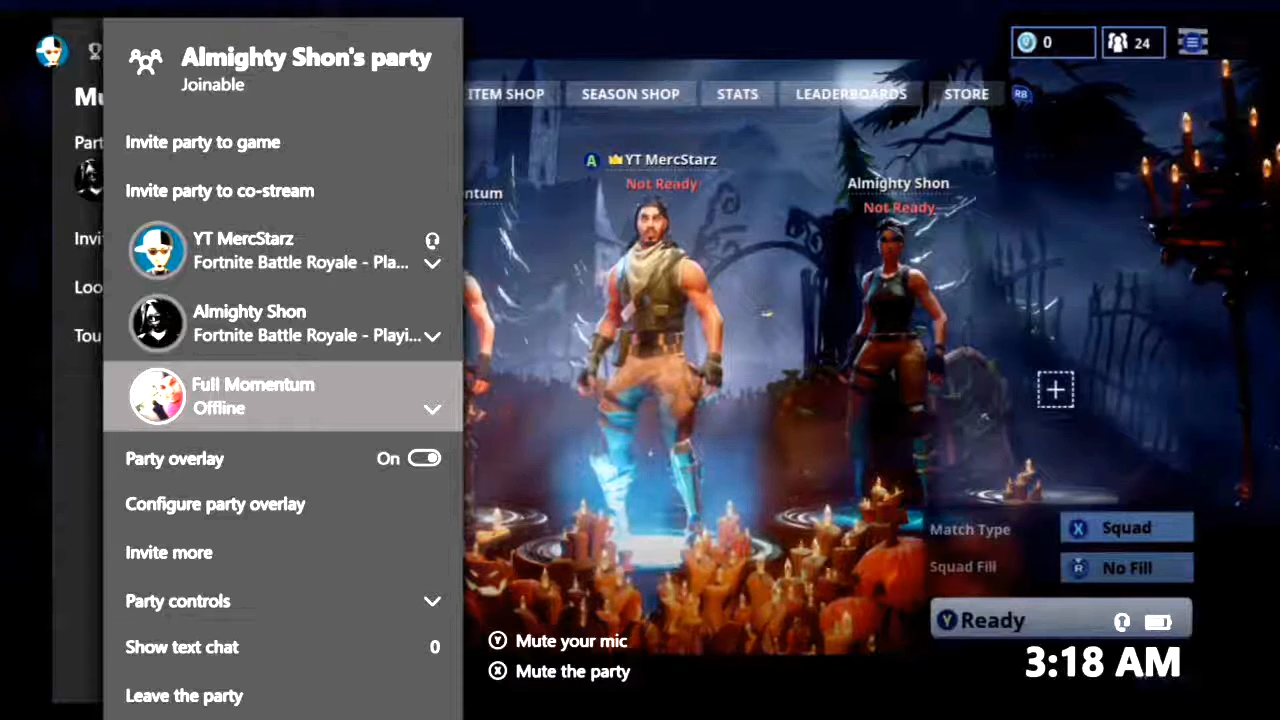 Almighty Shon's party
Joinable
Invite party to game
Invite party to co-stream
YT MercStarz
Fortnite Battle Royale - Pla...
Almighty Shon
Fortnite Battle Royale - Playi...
Full Momentum
Offline
Party overlay On
Configure party overlay
Invite more
Party controls
Show text chat 0
Leave the party
Mu
Part
Invi
Loo
Tou
0
24
ITEM SHOP
SEASON SHOP
STATS
LEADERBOARDS
STORE
RB
A YT MercStarz
Not Ready
ntum
Almighty Shon
Not Ready
Match Type X Squad
Squad Fill R No Fill
Y Ready
Y Mute your mic
X Mute the party
3:18 AM